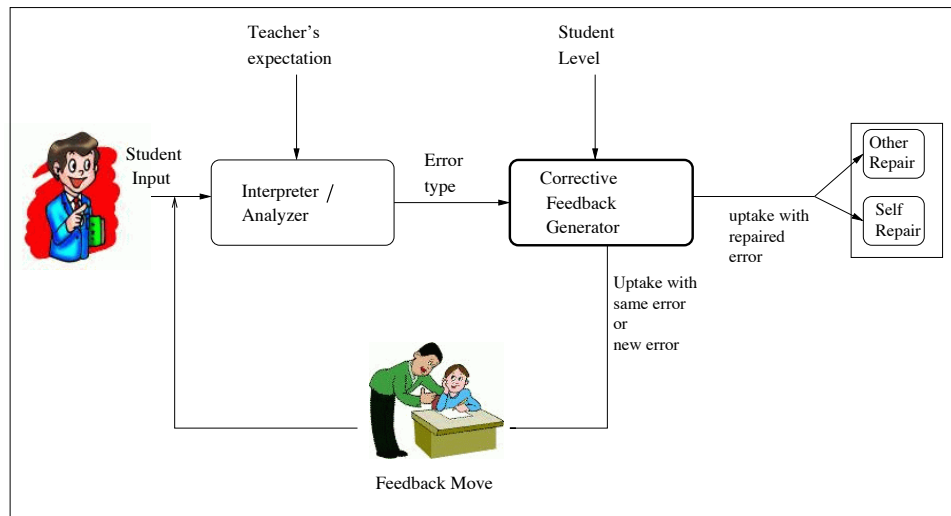 Teacher's
expectation
Student
Level
Student
Input
Interpreter /
Analyzer
Error
type
Corrective
Feedback
Generator
uptake with
repaired
error
Other
Repair
Self
Repair
Uptake with
same error
or
new error
Feedback Move